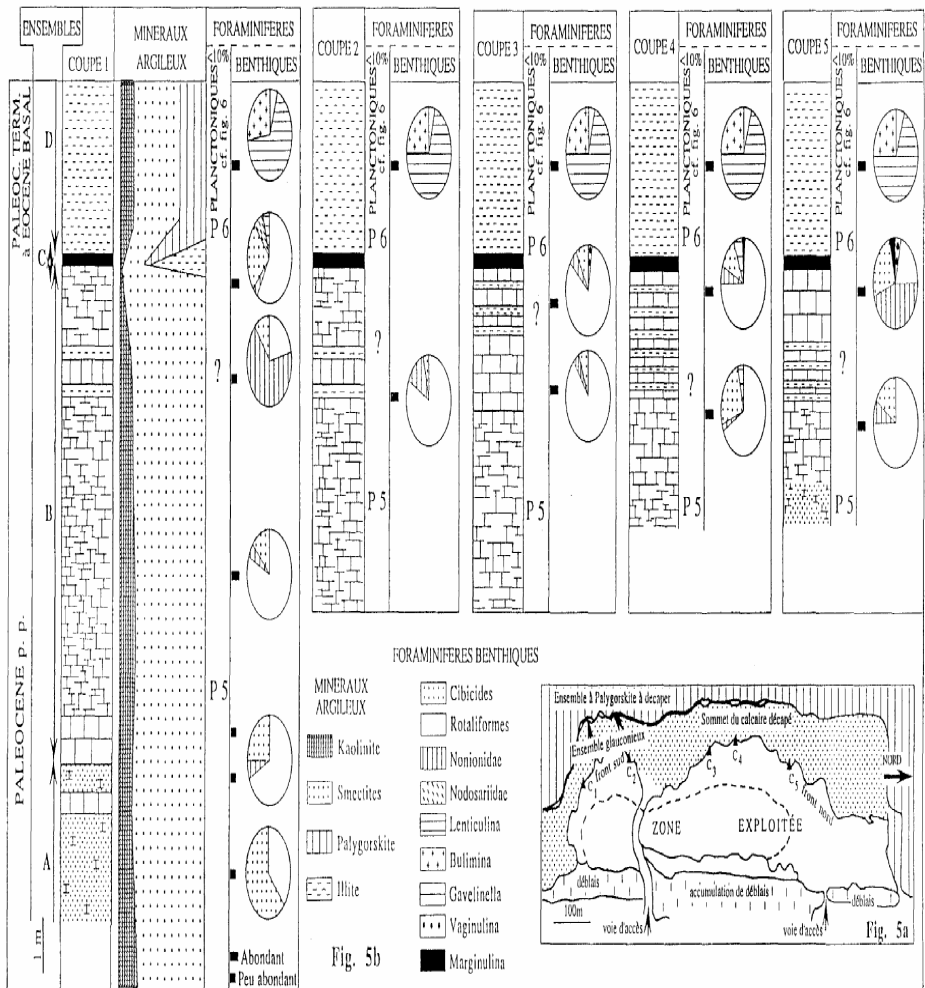 ENSEMBLES
COUPE 1
MINERAUX
ARGILEUX
FORAMINIFERES
<10%
BENTHIQUES
PLANCTONIQUES
cf. fig. 6
COUPE 2
FORAMINIFERES
<10%
BENTHIQUES
PLANCTONIQUES
cf. fig. 6
COUPE 3
FORAMINIFERES
<10%
BENTHIQUES
PLANCTONIQUES
cf. fig. 6
COUPE 4
FORAMINIFERES
<10%
BENTHIQUES
PLANCTONIQUES
cf. fig. 6
COUPE 5
FORAMINIFERES
<10%
BENTHIQUES
PLANCTONIQUES
cf. fig. 6
PALEOC. TERM.
à EOCENE BASAL
PALEOCENE p. p.
D
C
B
A
1 m
P 6
?
P 5
P 6
?
P 5
P 6
?
P 5
P 6
?
P 5
P 6
?
P 5
Abondant
Peu abondant
Fig. 5b
MINERAUX
ARGILEUX
Kaolinite
Smectites
Palygorskite
Illite
FORAMINIFERES BENTHIQUES
Cibicides
Rotaliformes
Nonionidae
Nodosariidae
Lenticulina
Bulimina
Gavelinella
Vaginulina
Marginulina
Ensemble à Palygorskite à décaper
Sommet du calcaire décapé
Ensemble glauconieux
front sud
C1
C2
C3
C4
C5
front nord
NORD
ZONE EXPLOITÉE
déblais
accumulation de déblais
déblais
100m
voie d'accès
voie d'accès
Fig. 5a